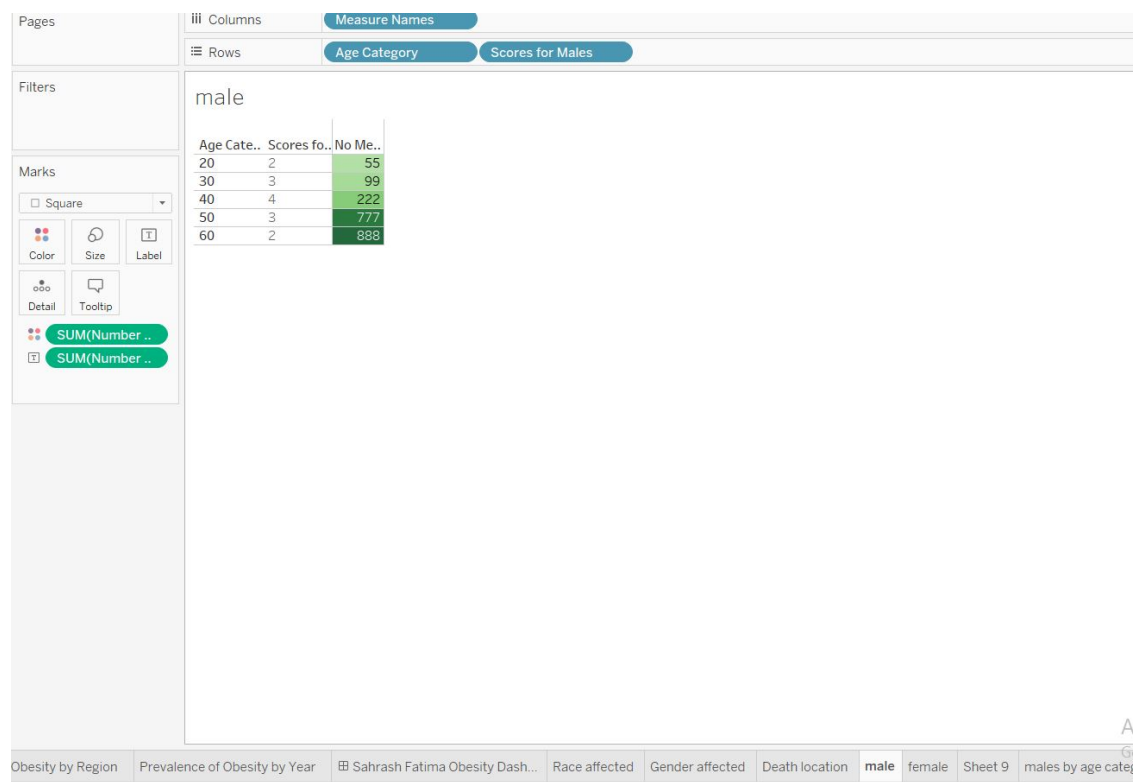 Pages
Columns Measure Names
Rows Age Category Scores for Males
Filters
male
Age Cate.. Scores fo.. No Me..
20 2 55
30 3 99
40 4 222
50 3 777
60 2 888
Marks
Square
Color Size Label
Detail Tooltip
SUM(Number ..
T SUM(Number ..
Obesity by Region Prevalence of Obesity by Year Sahrash Fatima Obesity Dash... Race affected Gender affected Death location male female Sheet 9 males by age categ